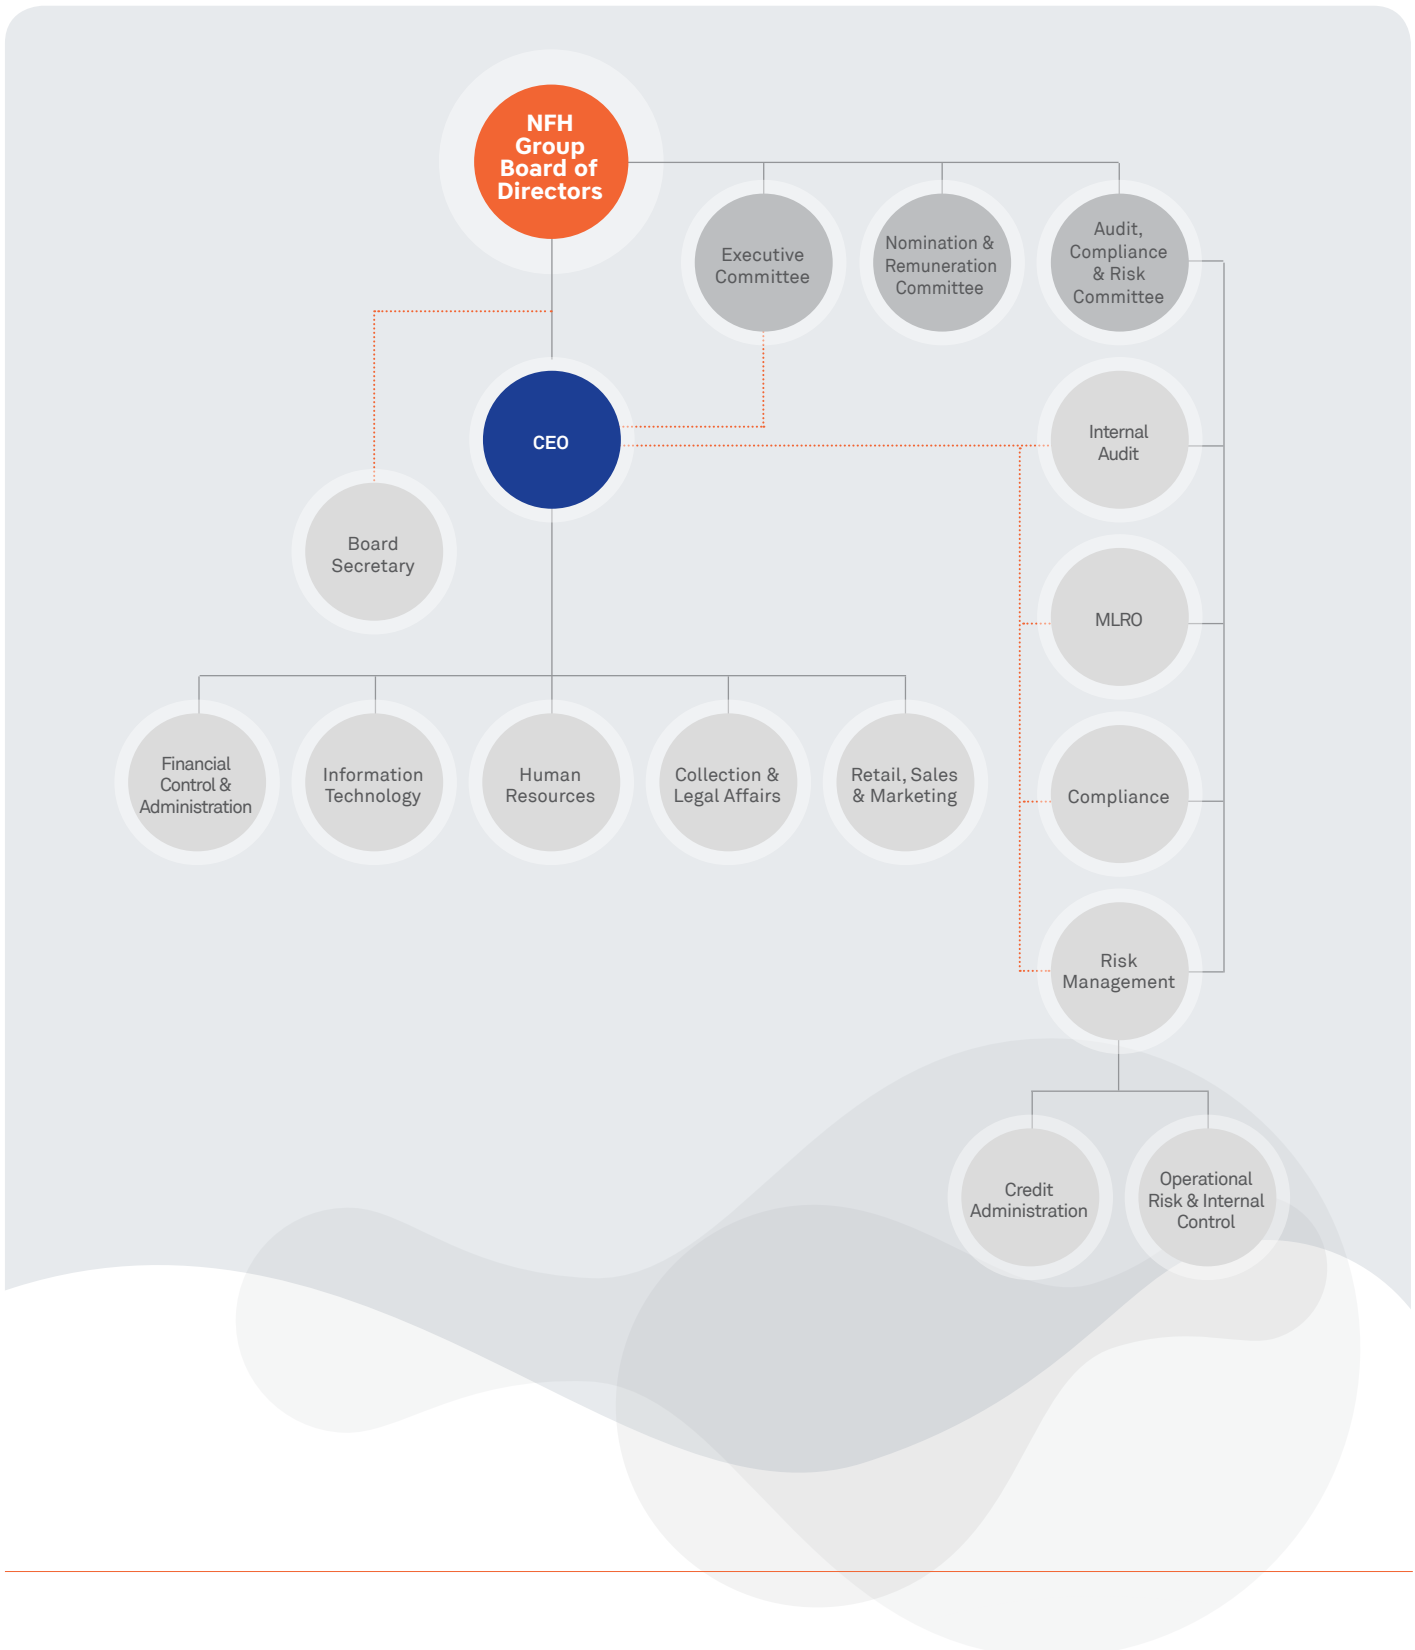 NFH
Group
Board of
Directors
Executive
Committee
Nomination &
Remuneration
Committee
Audit,
Compliance
& Risk
Committee
CEO
Internal
Audit
Board
Secretary
MLRO
Financial
Control &
Administration
Information
Technology
Human
Resources
Collection &
Legal Affairs
Retail, Sales
& Marketing
Compliance
Risk
Management
Credit
Administration
Operational
Risk & Internal
Control